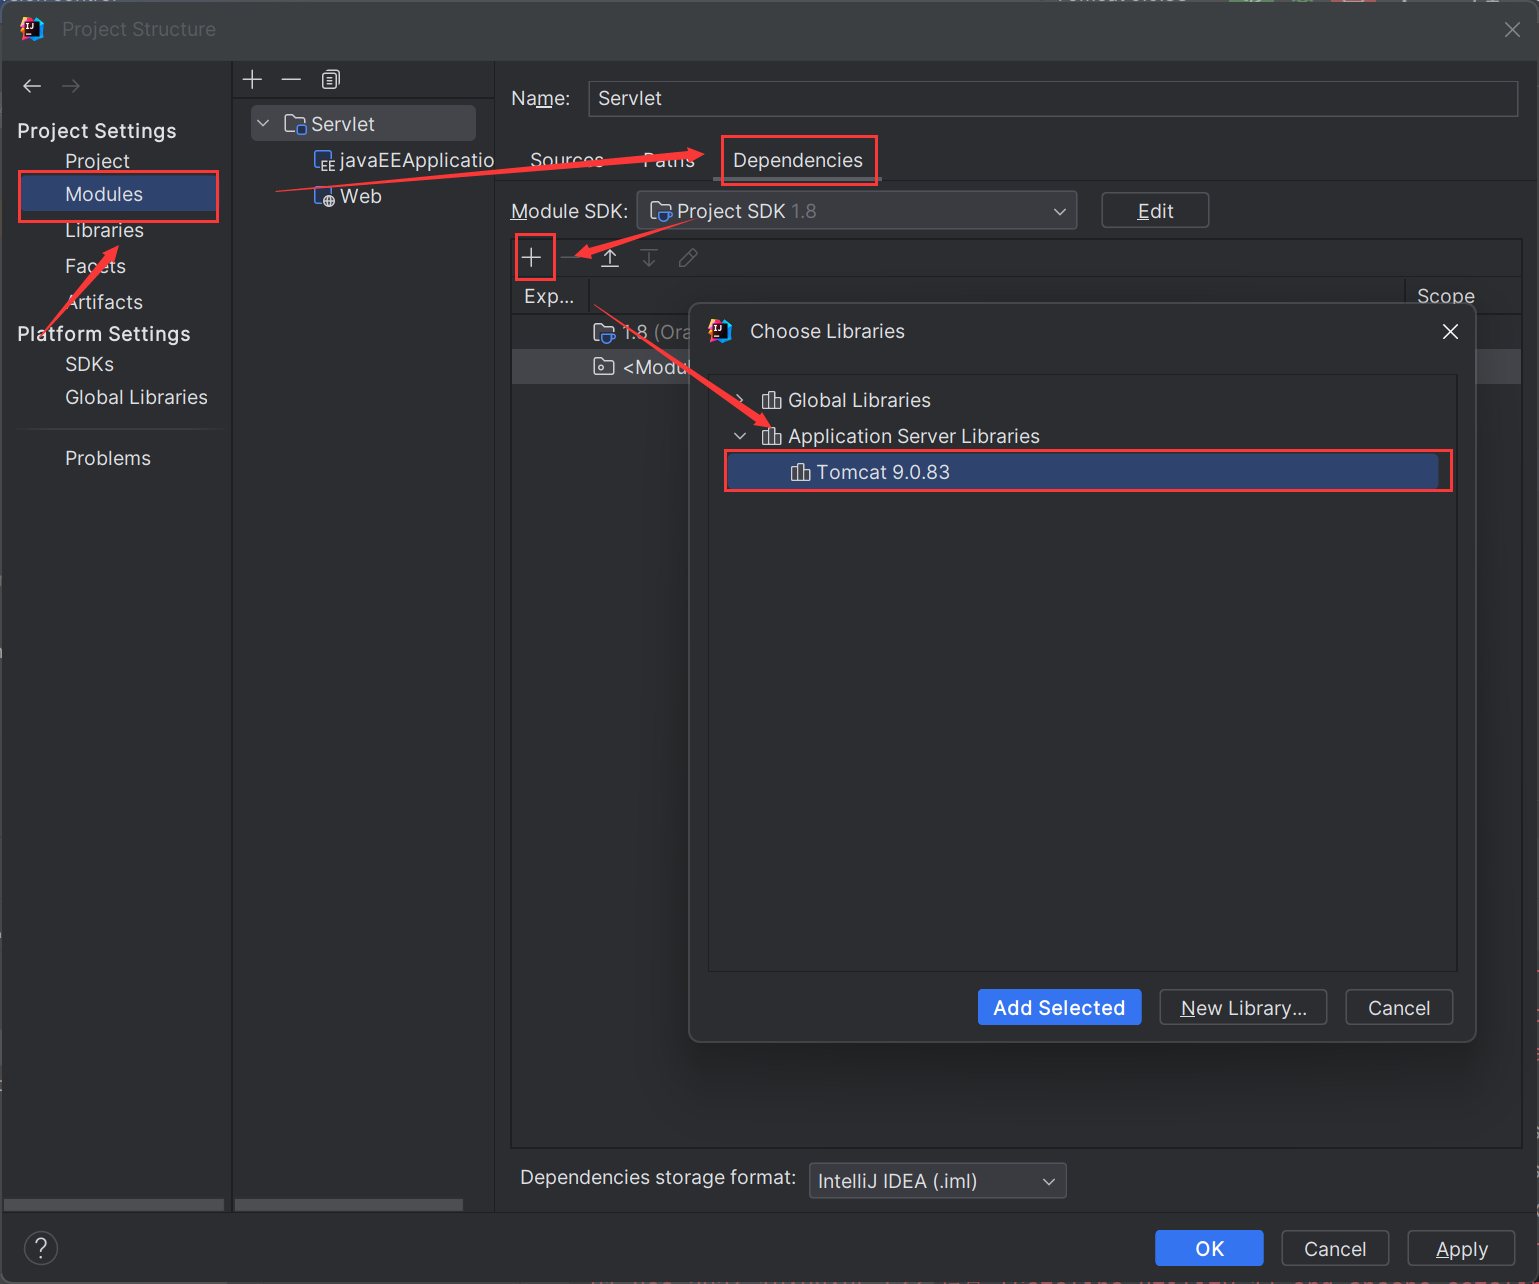 Project Structure
Project Settings
Project
Modules
Libraries
Facets
Artifacts
Platform Settings
SDKs
Global Libraries
Problems
Servlet
javaEEApplicatio
Web
Name: Servlet
Sources Paths Dependencies
Module SDK: Project SDK 1.8 Edit
Exp... Scope
1.8 (Ora
<Modul
Choose Libraries
Global Libraries
Application Server Libraries
Tomcat 9.0.83
Add Selected New Library... Cancel
Dependencies storage format: IntelliJ IDEA (.iml)
? OK Cancel Apply